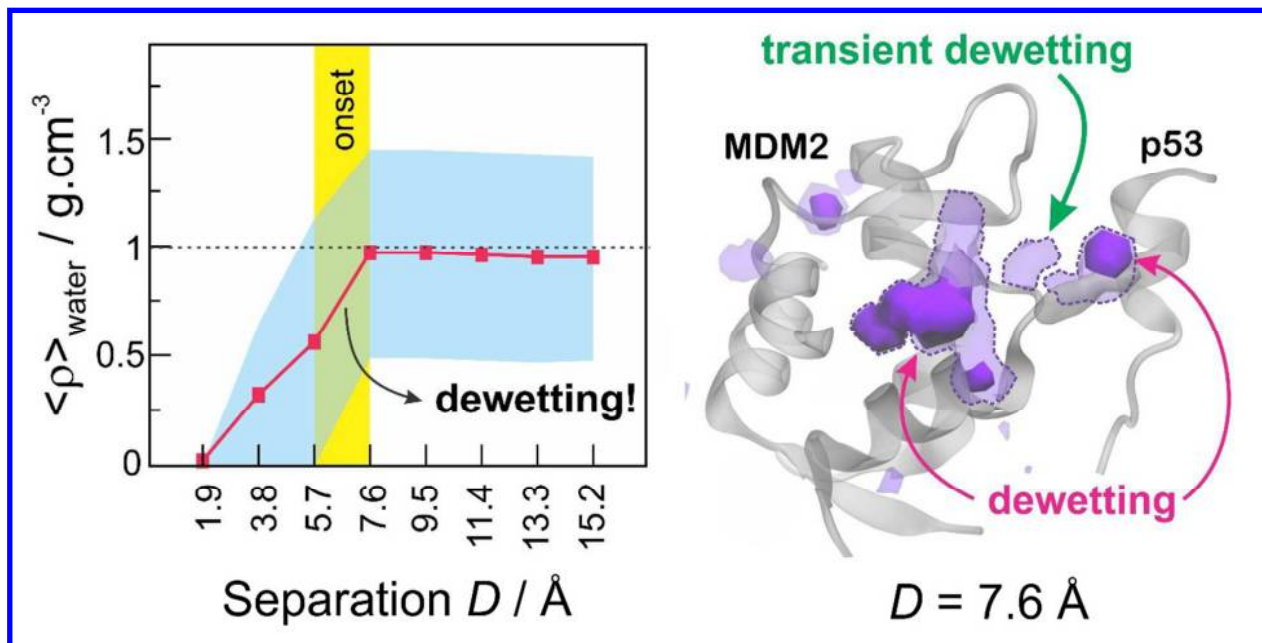 <ρ>water / g.cm-3
1.5
1
0.5
0
onset
dewetting!
1.9
3.8
5.7
7.6
9.5
11.4
13.3
15.2
Separation D / Å
transient dewetting
MDM2
p53
dewetting
D = 7.6 Å